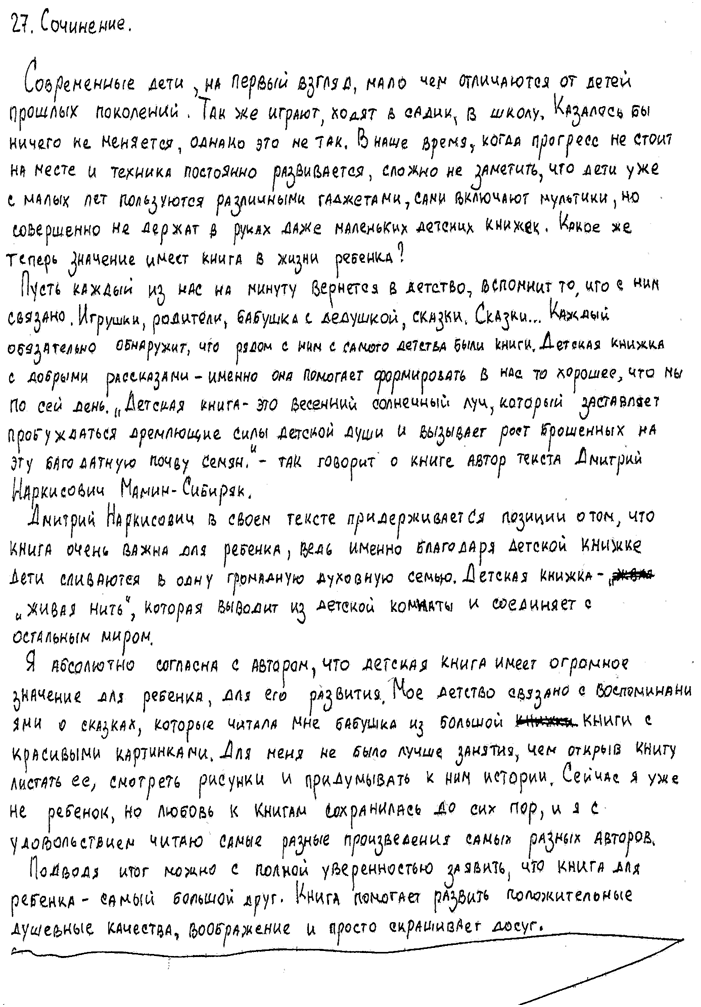 27. Сочинение.
Современные дети, на первый взгляд, мало чем отличаются от детей
прошлых поколений. Так же играют, ходят в садик, в школу. Казалось бы
ничего не меняется, однако это не так. В наше время, когда прогресс не стоит
на месте и техника постоянно развивается, сложно не заметить, что дети уже
с малых лет пользуются различными гаджетами, сами включают мультики, но
совершенно не держат в руках даже маленьких детских книжек. Какое же
теперь значение имеет книга в жизни ребенка?
Пусть каждый из нас на минуту вернется в детство, вспомнит то, что с ним
связано. Игрушки, родители, бабушка с дедушкой, сказки. Сказки... Каждый
обязательно обнаружит, что рядом с ним с самого детства были книги. Детская книжка
с добрыми рассказами - именно она помогает формировать в нас то хорошее, что мы
по сей день. „Детская книга - это весенний солнечный луч, который заставляет
пробуждаться дремлющие силы детской души и вызывает рост брошенных на
эту багодатную почву семян." - так говорит о книге автор текста Дмитрий
Наркисович Мамин-Сибиряк.
Дмитрий Наркисович в своем тексте придерживается позиции о том, что
книга очень важна для ребенка, ведь именно благодаря детской книжке
дети сливаются в одну громадную духовную семью. Детская книжка -
„живая нить", которая выводит из детской комнаты и соединяет с
остальным миром.
Я абсолютно согласна с автором, что детская книга имеет огромное
значение для ребенка, для его развития. Мое детство связано с воспоминани
ями о сказках, которые читала мне бабушка из большой книги с
красивыми картинками. Для меня не было лучше занятия, чем открыв книгу
листать ее, смотреть рисунки и придумывать к ним истории. Сейчас я уже
не ребенок, но любовь к книгам сохранилась до сих пор, и я с
удовольствием читаю самые разные произведения самых разных авторов.
Подводя итог можно с полной уверенностью заявить, что книга для
ребенка - самый большой друг. Книга помогает развить положительные
душевные качества, воображение и просто скрашивает досуг.